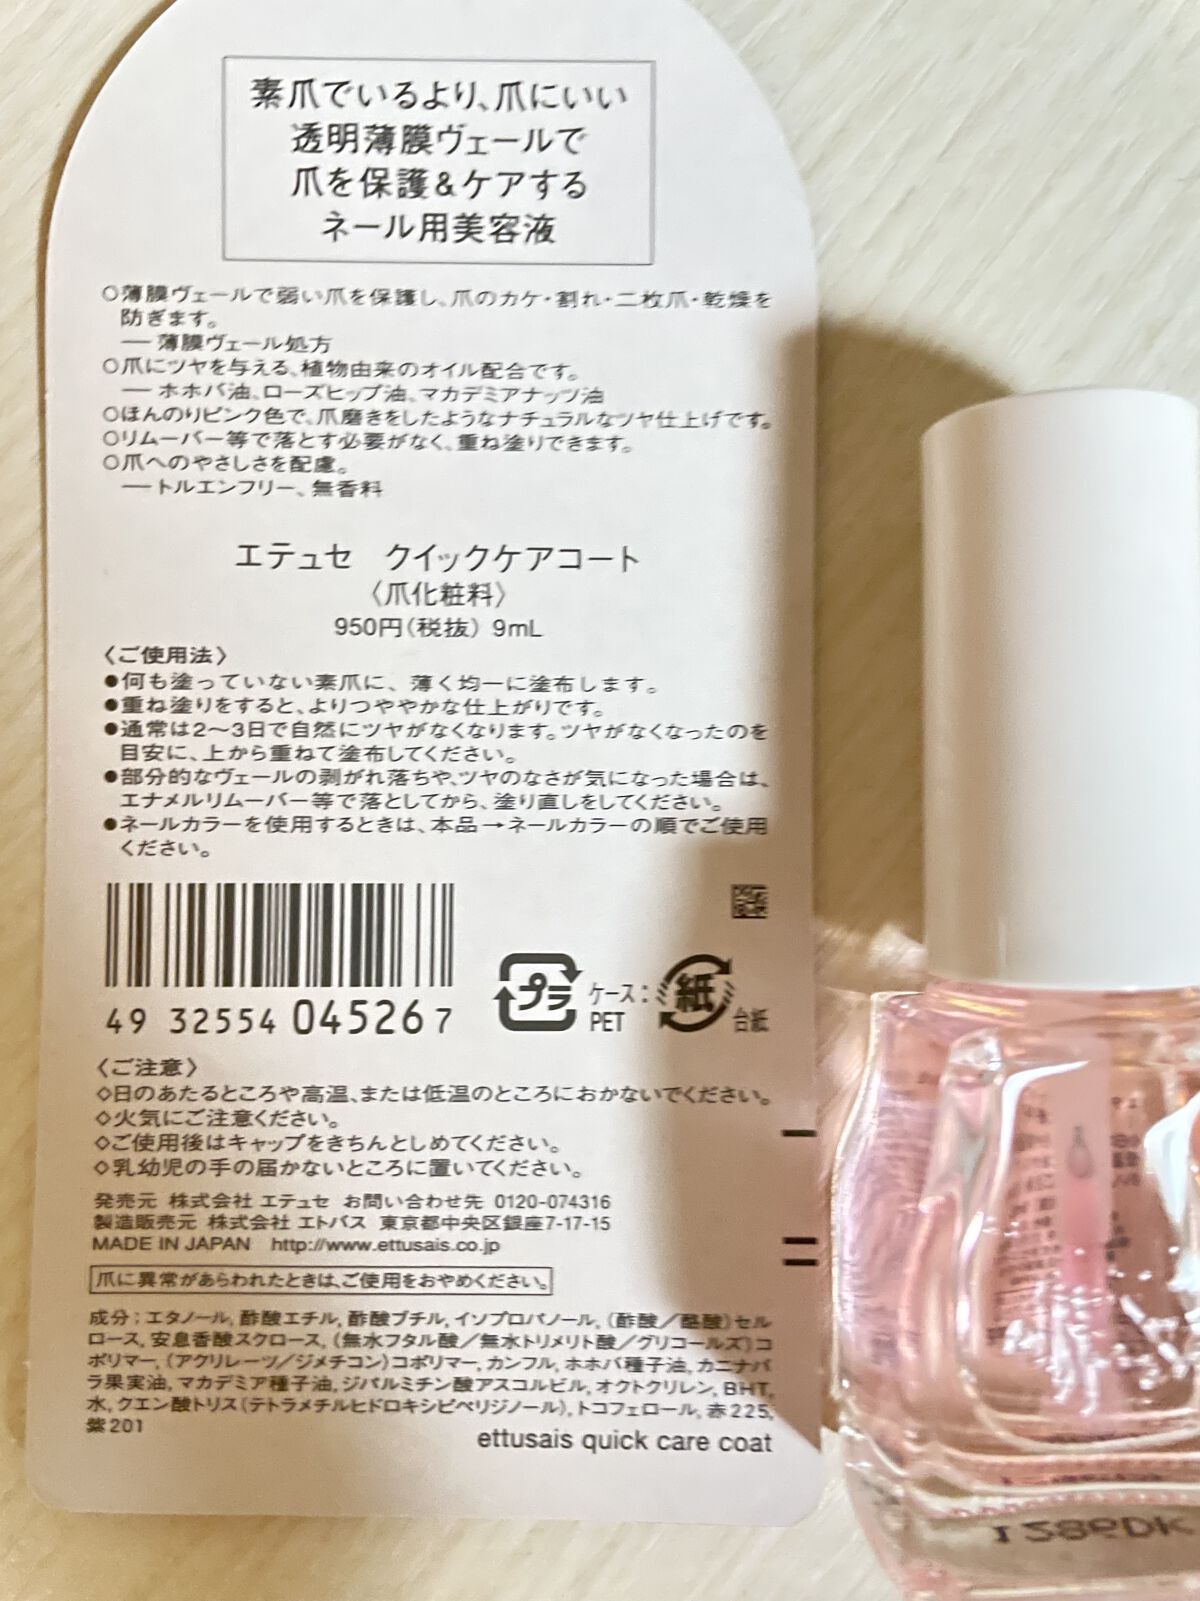 素爪でいるより、爪にいい
透明薄膜ヴェールで
爪を保護&ケアする
ネール用美容液
○薄膜ヴェールで弱い爪を保護し、爪のカケ・割れ・二枚爪・乾燥を
防ぎます。
― 薄膜ヴェール処方
○爪にツヤを与える、植物由来のオイル配合です。
― ホホバ油、ローズヒップ油、マカデミアナッツ油
○ほんのりピンク色で、爪磨きをしたようなナチュラルなツヤ仕上げです。
○リムーバー等で落とす必要がなく、重ね塗りできます。
○爪へのやさしさを配慮。
―トルエンフリー、無香料
エテュセ クイックケアコート
〈爪化粧料〉
950円(税抜) 9mL
〈ご使用法〉
●何も塗っていない素爪に、薄く均一に塗布します。
●重ね塗りをすると、よりつややかな仕上がりです。
●通常は2～3日で自然にツヤがなくなります。ツヤがなくなったのを
目安に、上から重ねて塗布してください。
●部分的なヴェールの剥がれ落ちや、ツヤのなさが気になった場合は、
エナメルリムーバー等で落としてから、塗り直しをしてください。
●ネールカラーを使用するときは、本品→ネールカラーの順でご使用
ください。
49 32554 045267
プラ
ケース:
PET
紙
台紙
〈ご注意〉
◇日のあたるところや高温、または低温のところにおかないでください。
◇火気にご注意ください。
◇ご使用後はキャップをきちんとしめてください。
◇乳幼児の手の届かないところに置いてください。
発売元 株式会社 エテュセ お問い合わせ先 0120-074316
製造販売元 株式会社 エトバス 東京都中央区銀座7-17-15
MADE IN JAPAN http://www.ettusais.co.jp
爪に異常があらわれたときは、ご使用をおやめください。
成分；エタノール, 酢酸エチル, 酢酸ブチル, イソプロパノール, (酢酸／酪酸)セル
ロース, 安息香酸スクロース, (無水フタル酸／無水トリメリト酸／グリコールズ)コ
ポリマー, (アクリレーツ／ジメチコン)コポリマー, カンフル, ホホバ種子油, カニナバ
ラ果実油, マカデミア種子油, ジパルミチン酸アスコルビル, オクトクリレン, BHT,
水, クエン酸トリス(テトラメチルヒドロキシピペリジノール), トコフェロール, 赤225,
紫201
ettusais quick care coat